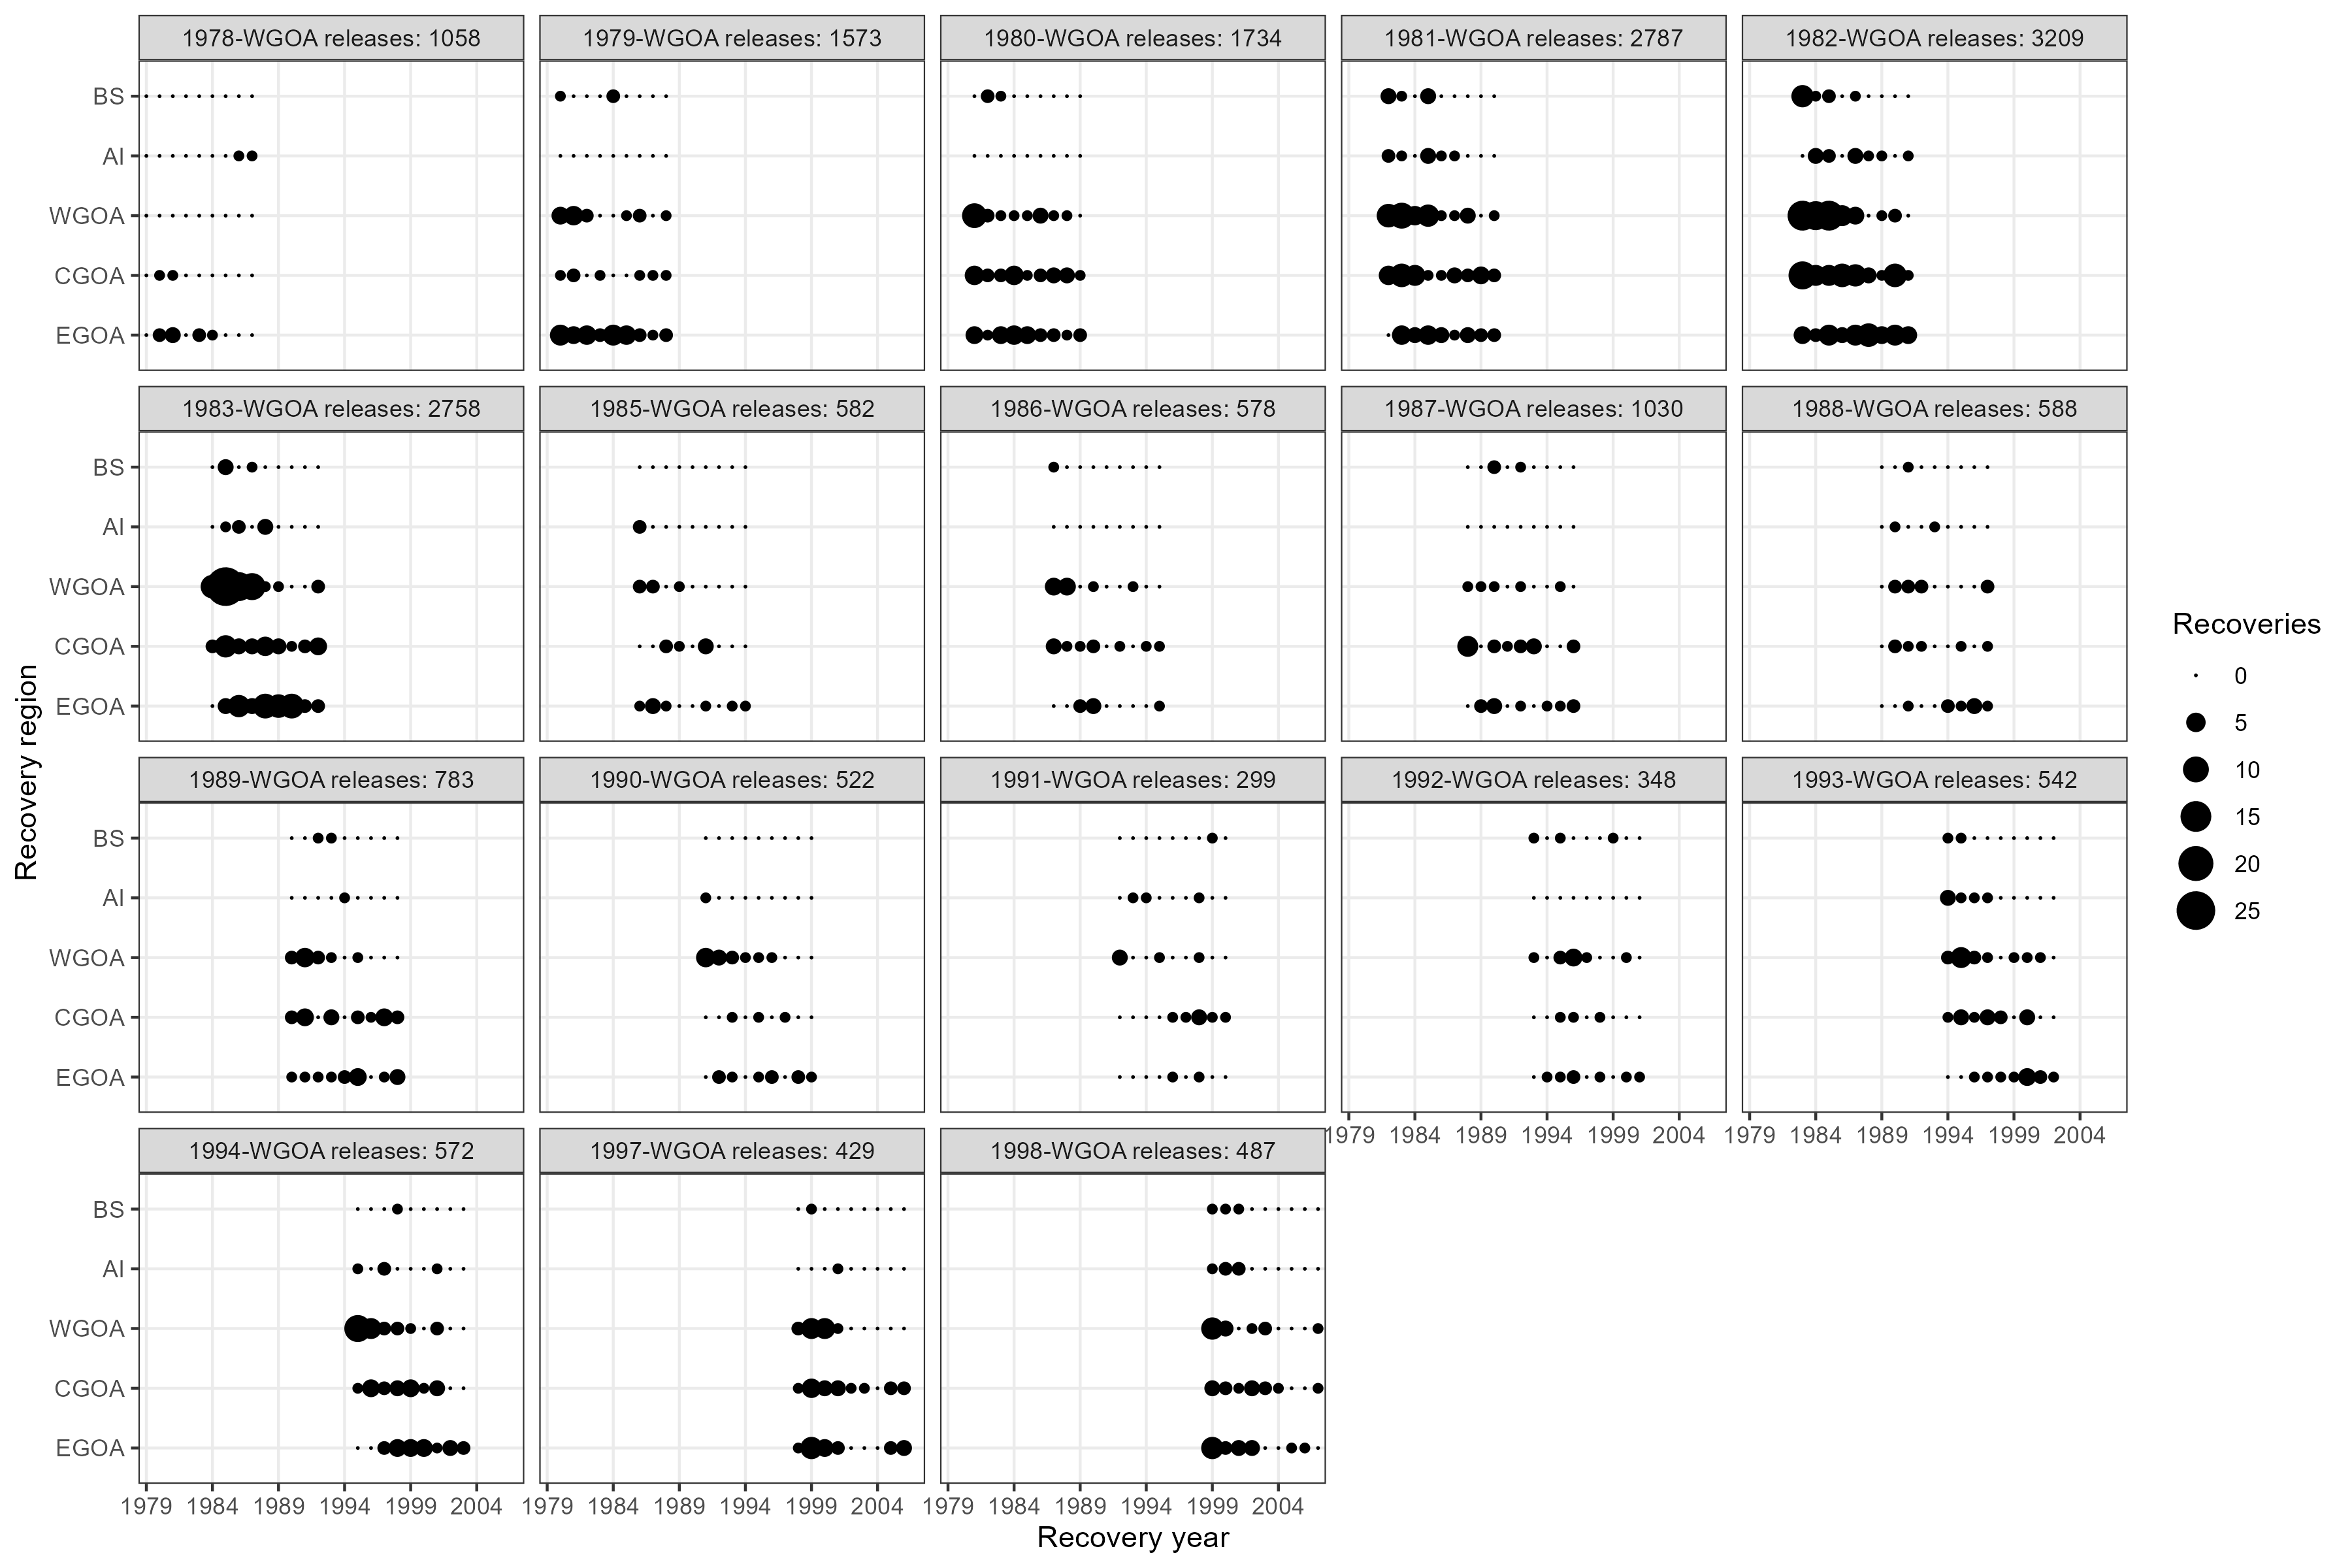 1978-WGOA releases: 1058
1979-WGOA releases: 1573
1980-WGOA releases: 1734
1981-WGOA releases: 2787
1982-WGOA releases: 3209
BS
AI
WGOA
CGOA
EGOA
1983-WGOA releases: 2758
1985-WGOA releases: 582
1986-WGOA releases: 578
1987-WGOA releases: 1030
1988-WGOA releases: 588
BS
AI
WGOA
CGOA
EGOA
1989-WGOA releases: 783
1990-WGOA releases: 522
1991-WGOA releases: 299
1992-WGOA releases: 348
1993-WGOA releases: 542
BS
AI
WGOA
CGOA
EGOA
1979 1984 1989 1994 1999 2004
1979 1984 1989 1994 1999 2004
1994-WGOA releases: 572
1997-WGOA releases: 429
1998-WGOA releases: 487
BS
AI
WGOA
CGOA
EGOA
1979 1984 1989 1994 1999 2004
1979 1984 1989 1994 1999 2004
1979 1984 1989 1994 1999 2004
Recovery year
Recovery region
Recoveries
0
5
10
15
20
25